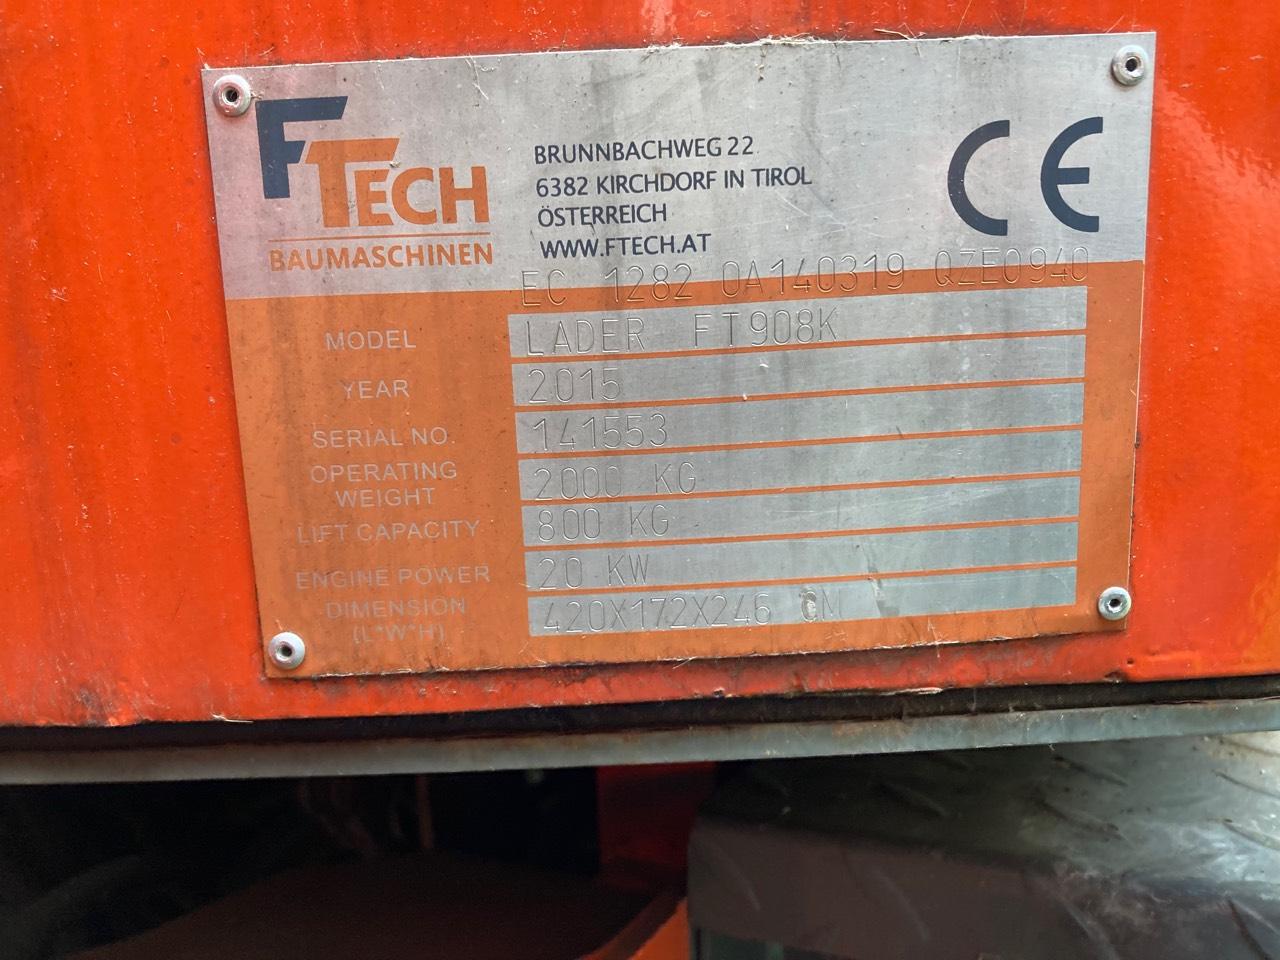 FTECH
BAUMASCHINEN
BRUNNBACHWEG 22
6382 KIRCHDORF IN TIROL
ÖSTERREICH
WWW.FTECH.AT
CE
EC 1282 0A140319 QZE0940
MODEL LADER FT908K
YEAR 2015
SERIAL NO. 141553
OPERATING
WEIGHT 2000 KG
LIFT CAPACITY 800 KG
ENGINE POWER 20 KW
DIMENSION
(L*W*H) 420X172X246 CM